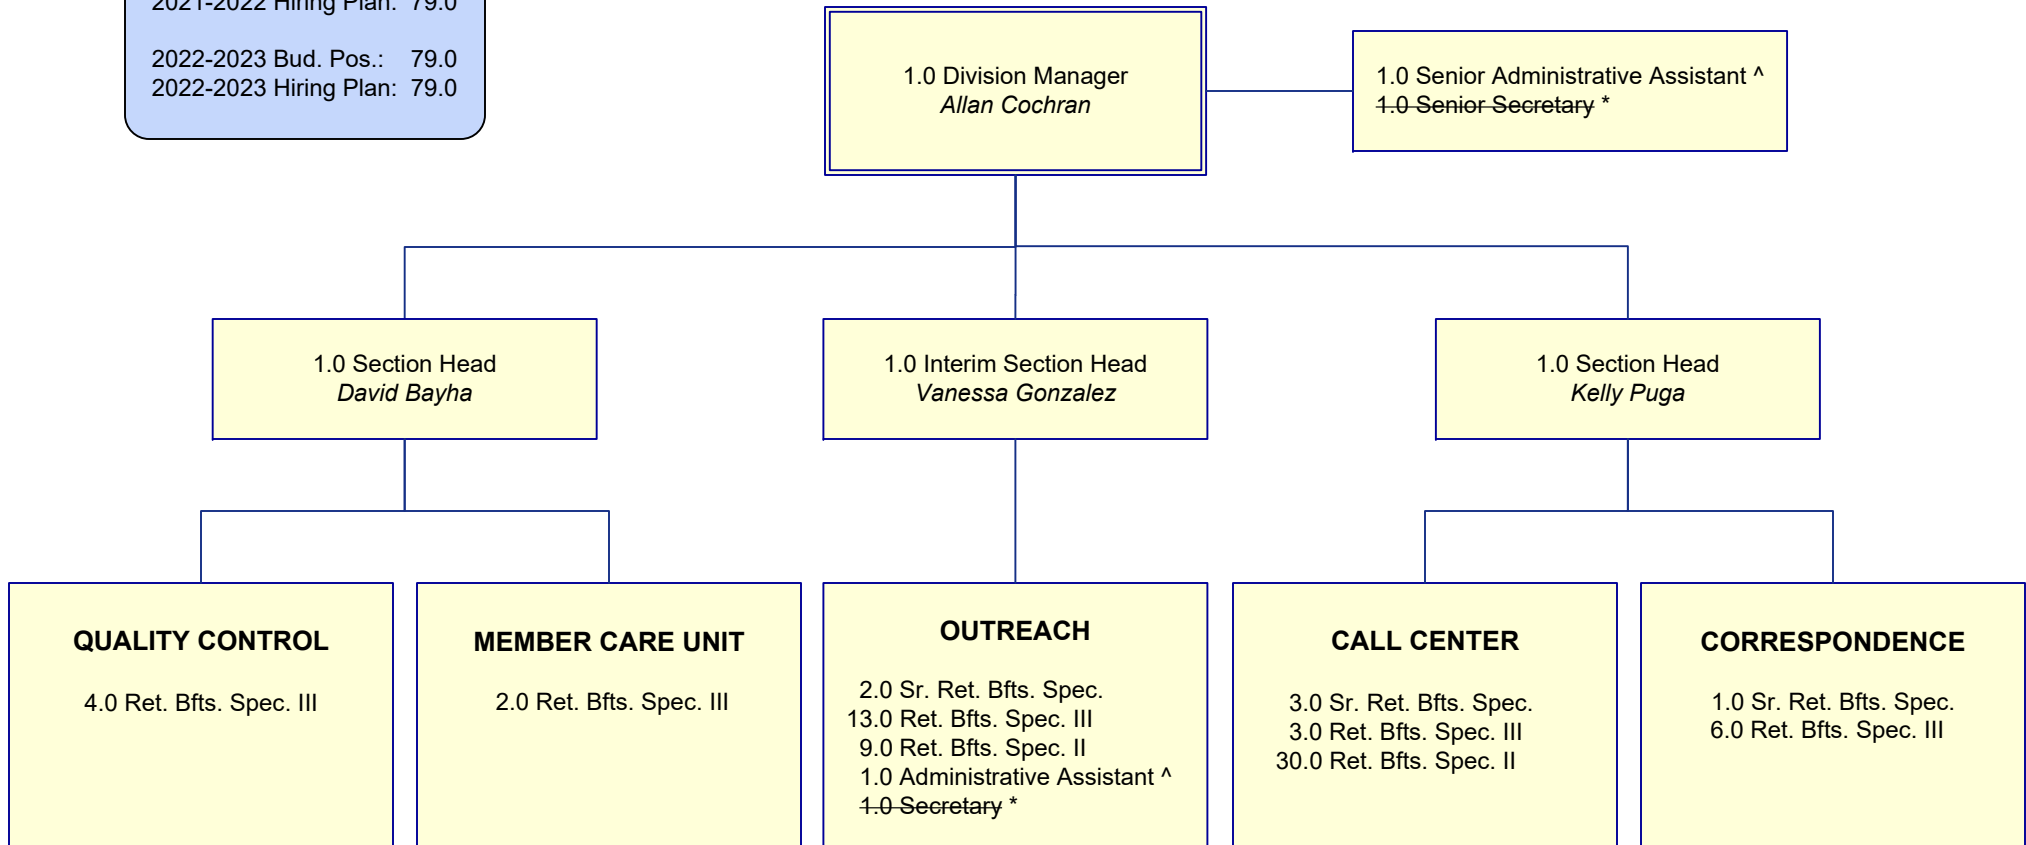 2021-2022 Hiring Plan: 79.0
2022-2023 Bud. Pos.: 79.0
2022-2023 Hiring Plan: 79.0
1.0 Division Manager
Allan Cochran
1.0 Senior Administrative Assistant ^
1.0 Senior Secretary *
1.0 Section Head
David Bayha
1.0 Interim Section Head
Vanessa Gonzalez
1.0 Section Head
Kelly Puga
QUALITY CONTROL
4.0 Ret. Bfts. Spec. III
MEMBER CARE UNIT
2.0 Ret. Bfts. Spec. III
OUTREACH
2.0 Sr. Ret. Bfts. Spec.
13.0 Ret. Bfts. Spec. III
9.0 Ret. Bfts. Spec. II
1.0 Administrative Assistant ^
1.0 Secretary *
CALL CENTER
3.0 Sr. Ret. Bfts. Spec.
3.0 Ret. Bfts. Spec. III
30.0 Ret. Bfts. Spec. II
CORRESPONDENCE
1.0 Sr. Ret. Bfts. Spec.
6.0 Ret. Bfts. Spec. III